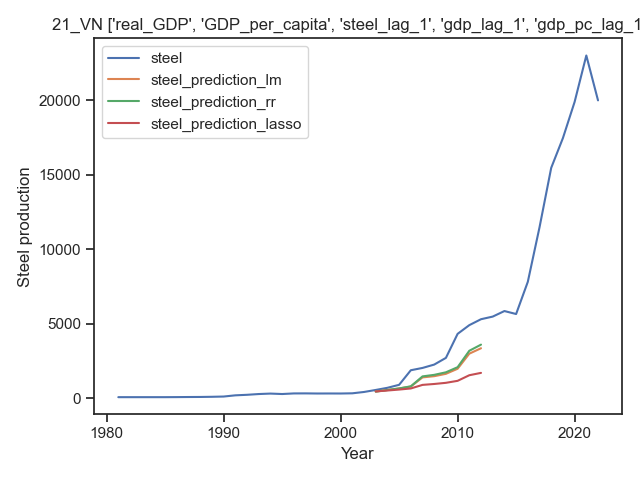 21_VN ['real_GDP', 'GDP_per_capita', 'steel_lag_1', 'gdp_lag_1', 'gdp_pc_lag_1
steel
steel_prediction_lm
steel_prediction_rr
steel_prediction_lasso
Steel production
20000
15000
10000
5000
0
1980
1990
2000
2010
2020
Year